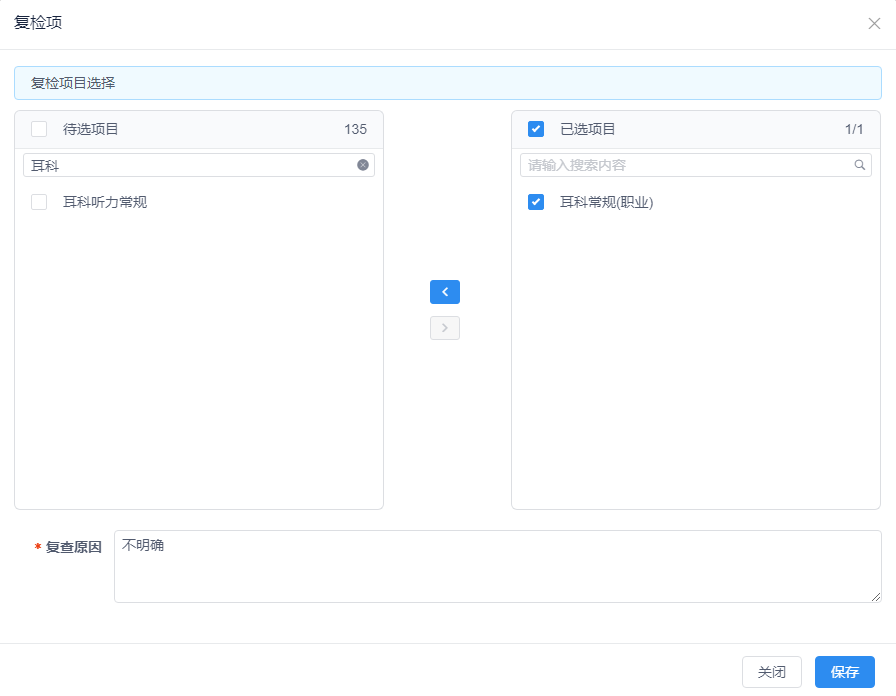 复检项
复检项目选择
待选项目 135
耳科
耳科听力常规
已选项目 1/1
请输入搜索内容
耳科常规(职业)
* 复查原因
不明确
关闭 保存